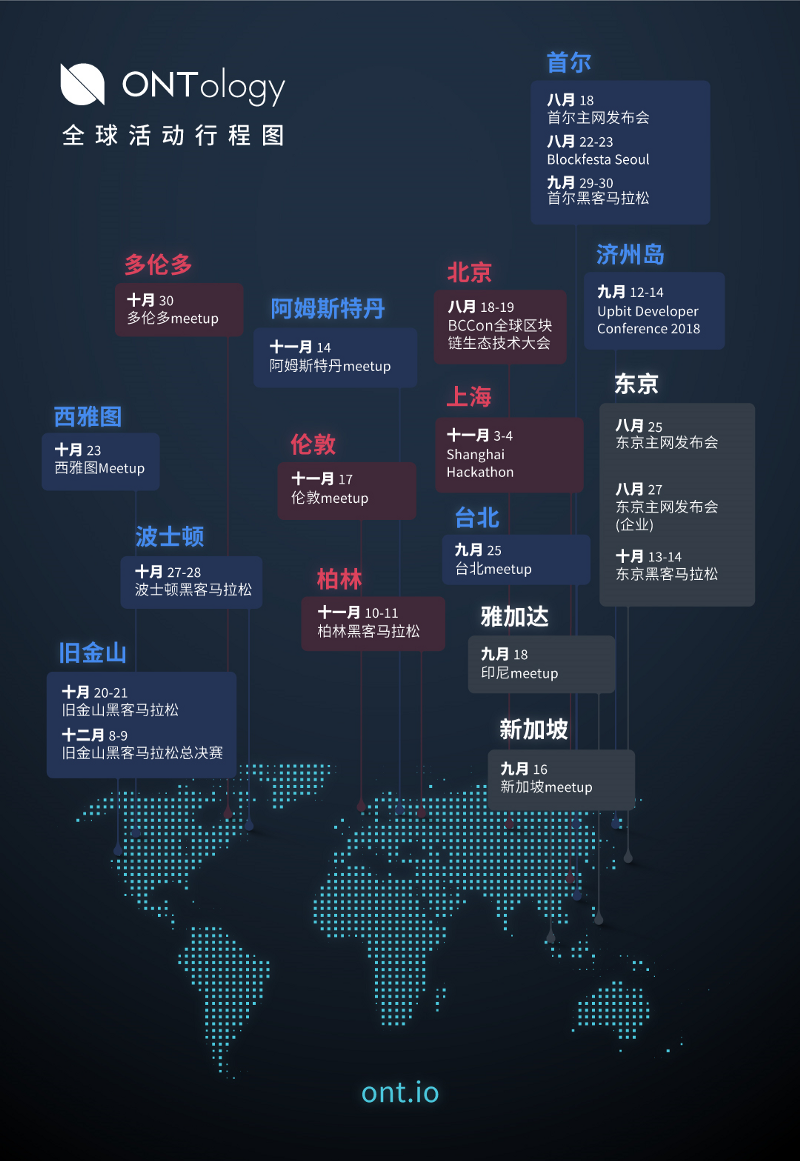 ONTology
全球活动行程图
首尔
八月 18
首尔主网发布会
八月 22-23
Blockfesta Seoul
九月 29-30
首尔黑客马拉松
济州岛
九月 12-14
Upbit Developer
Conference 2018
多伦多
十月 30
多伦多meetup
阿姆斯特丹
十一月 14
阿姆斯特丹meetup
北京
八月 18-19
BCCon全球区块
链生态技术大会
东京
八月 25
东京主网发布会
八月 27
东京主网发布会
(企业)
十月 13-14
东京黑客马拉松
上海
十一月 3-4
Shanghai
Hackathon
西雅图
十月 23
西雅图Meetup
伦敦
十一月 17
伦敦meetup
台北
九月 25
台北meetup
波士顿
十月 27-28
波士顿黑客马拉松
柏林
十一月 10-11
柏林黑客马拉松
雅加达
九月 18
印尼meetup
旧金山
十月 20-21
旧金山黑客马拉松
十二月 8-9
旧金山黑客马拉松总决赛
新加坡
九月 16
新加坡meetup
ont.io